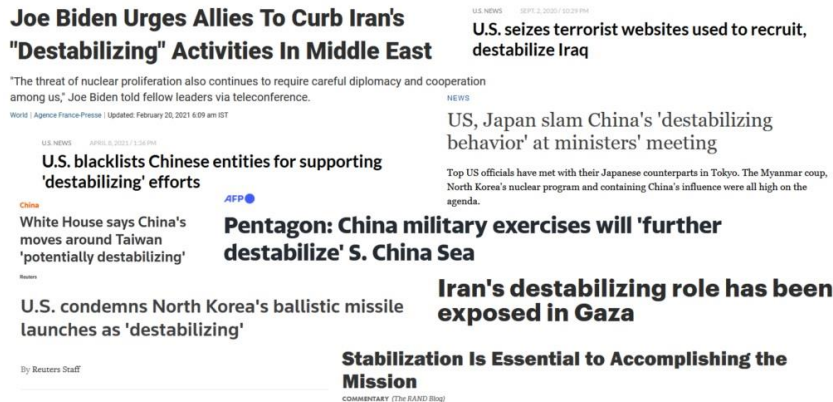 Joe Biden Urges Allies To Curb Iran's
"Destabilizing" Activities In Middle East
"The threat of nuclear proliferation also continues to require careful diplomacy and cooperation
among us," Joe Biden told fellow leaders via teleconference.
World | Agence France-Presse | Updated: February 20, 2021 6:09 am IST
U.S. NEWS SEPT. 2, 2020 / 10:29 PM
U.S. seizes terrorist websites used to recruit,
destabilize Iraq
NEWS
US, Japan slam China's 'destabilizing
behavior' at ministers' meeting
Top US officials have met with their Japanese counterparts in Tokyo. The Myanmar coup,
North Korea's nuclear program and containing China's influence were all high on the
agenda.
U.S. NEWS APRIL 8, 2021 / 1:26 PM
U.S. blacklists Chinese entities for supporting
'destabilizing' efforts
China
White House says China's
moves around Taiwan
'potentially destabilizing'
Reuters
AFP
Pentagon: China military exercises will 'further
destabilize' S. China Sea
U.S. condemns North Korea's ballistic missile
launches as 'destabilizing'
By Reuters Staff
Iran's destabilizing role has been
exposed in Gaza
Stabilization Is Essential to Accomplishing the
Mission
COMMENTARY (The RAND Blog)